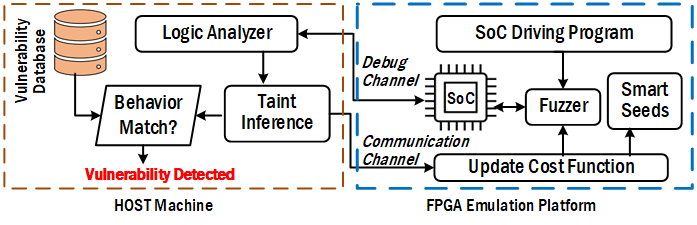 Vulnerability
Database
Logic Analyzer
Behavior
Match?
Taint
Inference
Vulnerability Detected
HOST Machine
Debug
Channel
Communication
Channel
SoC Driving Program
SoC
Fuzzer
Smart
Seeds
Update Cost Function
FPGA Emulation Platform